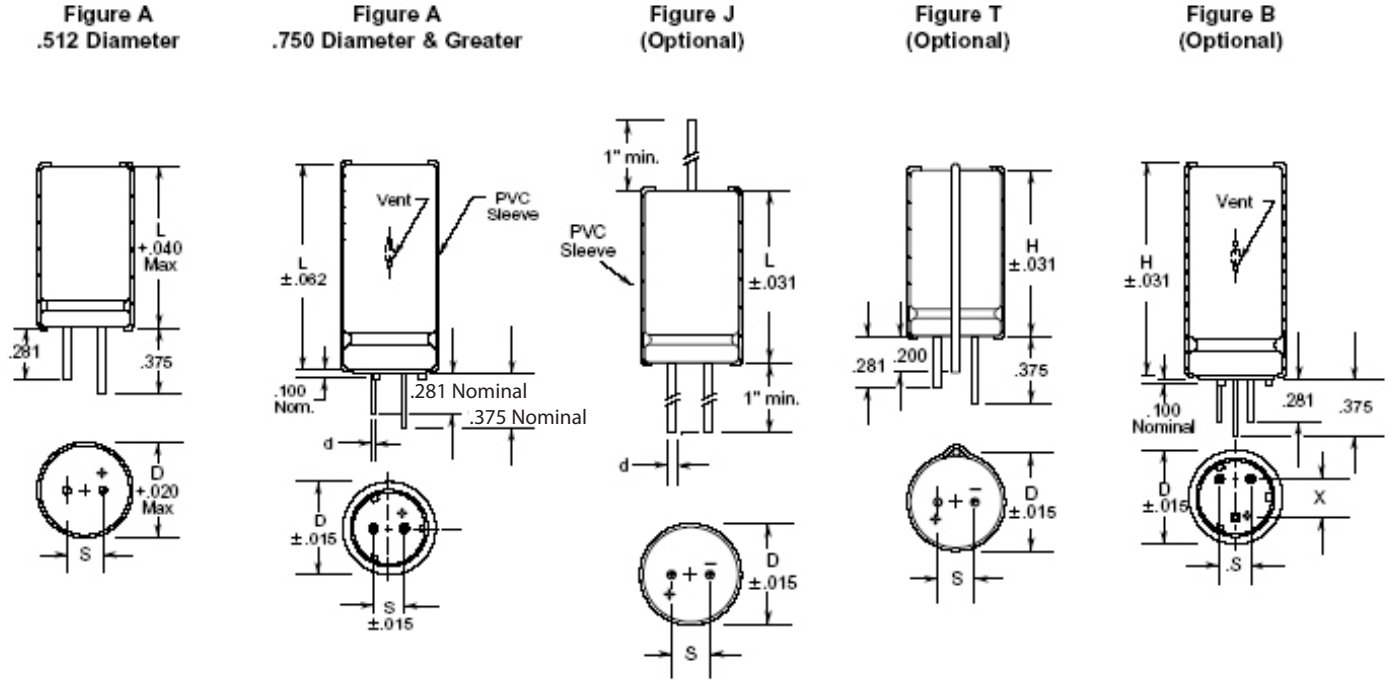 Figure A
.512 Diameter
L
+.040
Max
.281
.375
+
+
D
+.020
Max
S
Figure A
.750 Diameter & Greater
Vent
PVC
Sleeve
L
±.062
.100
Nom.
.281 Nominal
.375 Nominal
d
D
±.015
+
+
S
±.015
Figure J
(Optional)
1" min.
PVC
Sleeve
L
±.031
1" min.
d
+
–
+
D
±.015
S
Figure T
(Optional)
H
±.031
.281
.200
.375
+
–
+
D
±.015
S
Figure B
(Optional)
Vent
H
±.031
.100
Nominal
.281
.375
D
±.015
+
X
.S